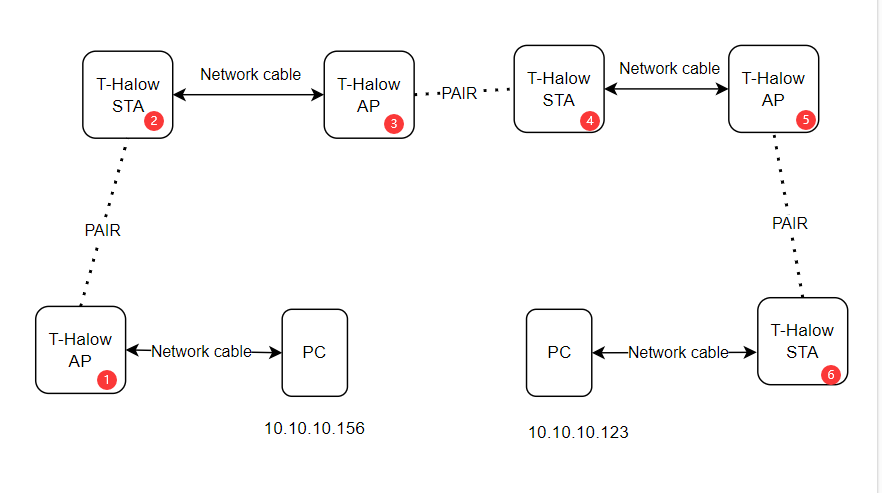 T-Halow
STA
2
Network cable
T-Halow
AP
3
PAIR
T-Halow
STA
4
Network cable
T-Halow
AP
5
PAIR
PAIR
T-Halow
AP
1
Network cable
PC
10.10.10.156
PC
Network cable
T-Halow
STA
6
10.10.10.123